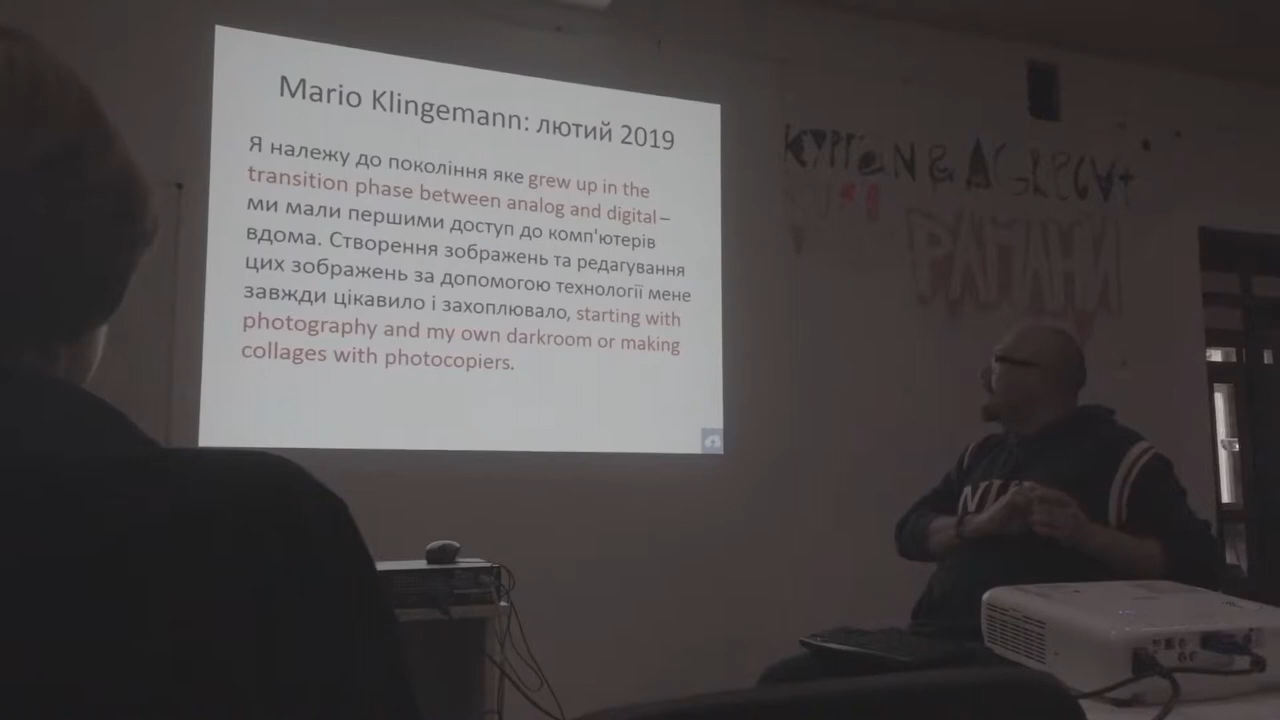 Mario Klingemann: лютий 2019
Я належу до покоління яке grew up in the
transition phase between analog and digital –
ми мали першими доступ до комп'ютерів
вдома. Створення зображень та редагування
цих зображень за допомогою технології мене
завжди цікавило і захоплювало, starting with
photography and my own darkroom or making
collages with photocopiers.
РАМАНИ